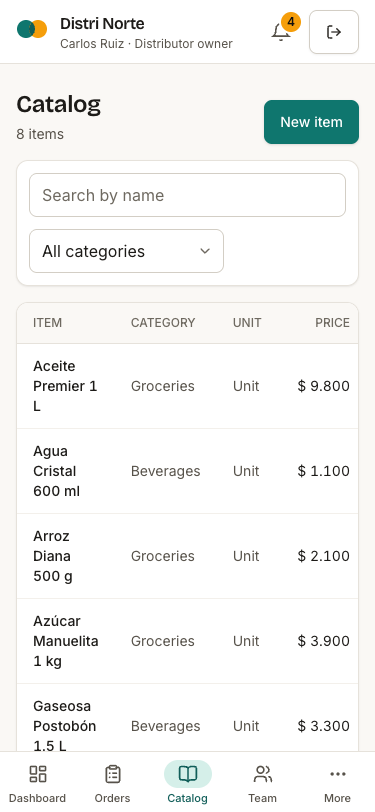 Distri Norte
Carlos Ruiz · Distributor owner
4
Catalog
8 items
New item
Search by name
All categories
ITEM CATEGORY UNIT PRICE
Aceite
Premier 1
L
Groceries Unit $ 9.800
Agua
Cristal
600 ml
Beverages Unit $ 1.100
Arroz
Diana
500 g
Groceries Unit $ 2.100
Azúcar
Manuelita
1 kg
Groceries Unit $ 3.900
Gaseosa
Postobón
1.5 L
Beverages Unit $ 3.300
Dashboard Orders Catalog Team More